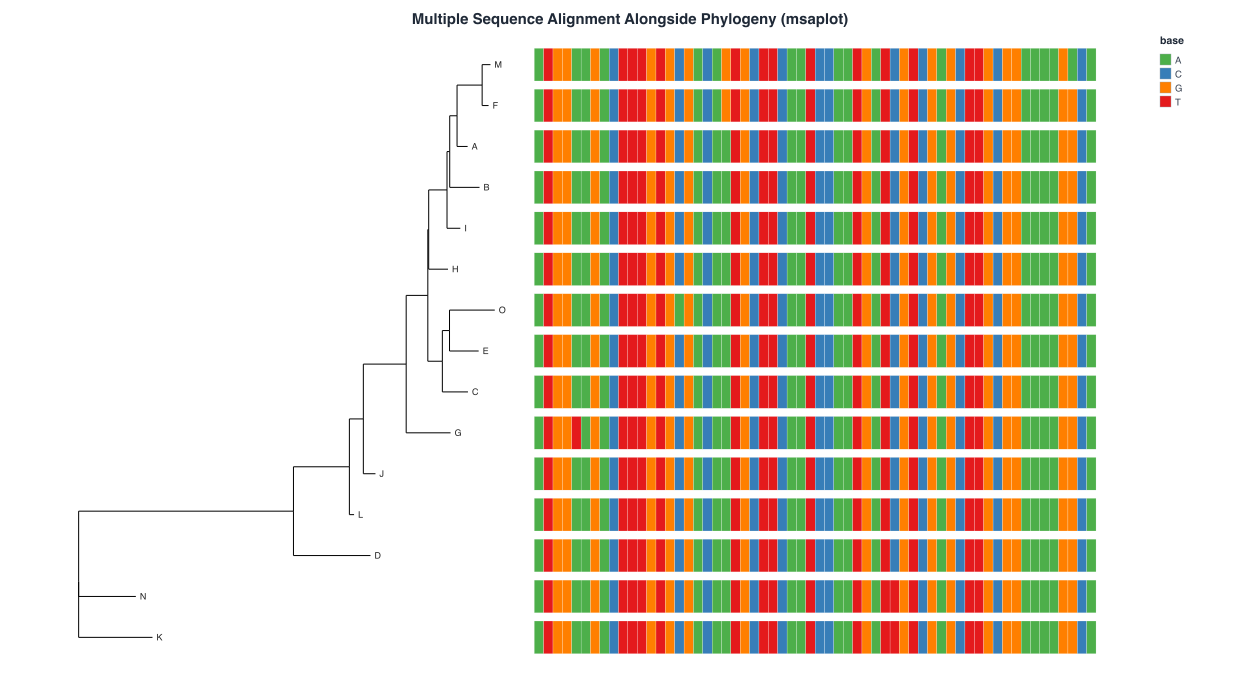 Multiple Sequence Alignment Alongside Phylogeny (msaplot)
base
A
C
G
T
M
F
A
B
I
H
O
E
C
G
J
L
D
N
K